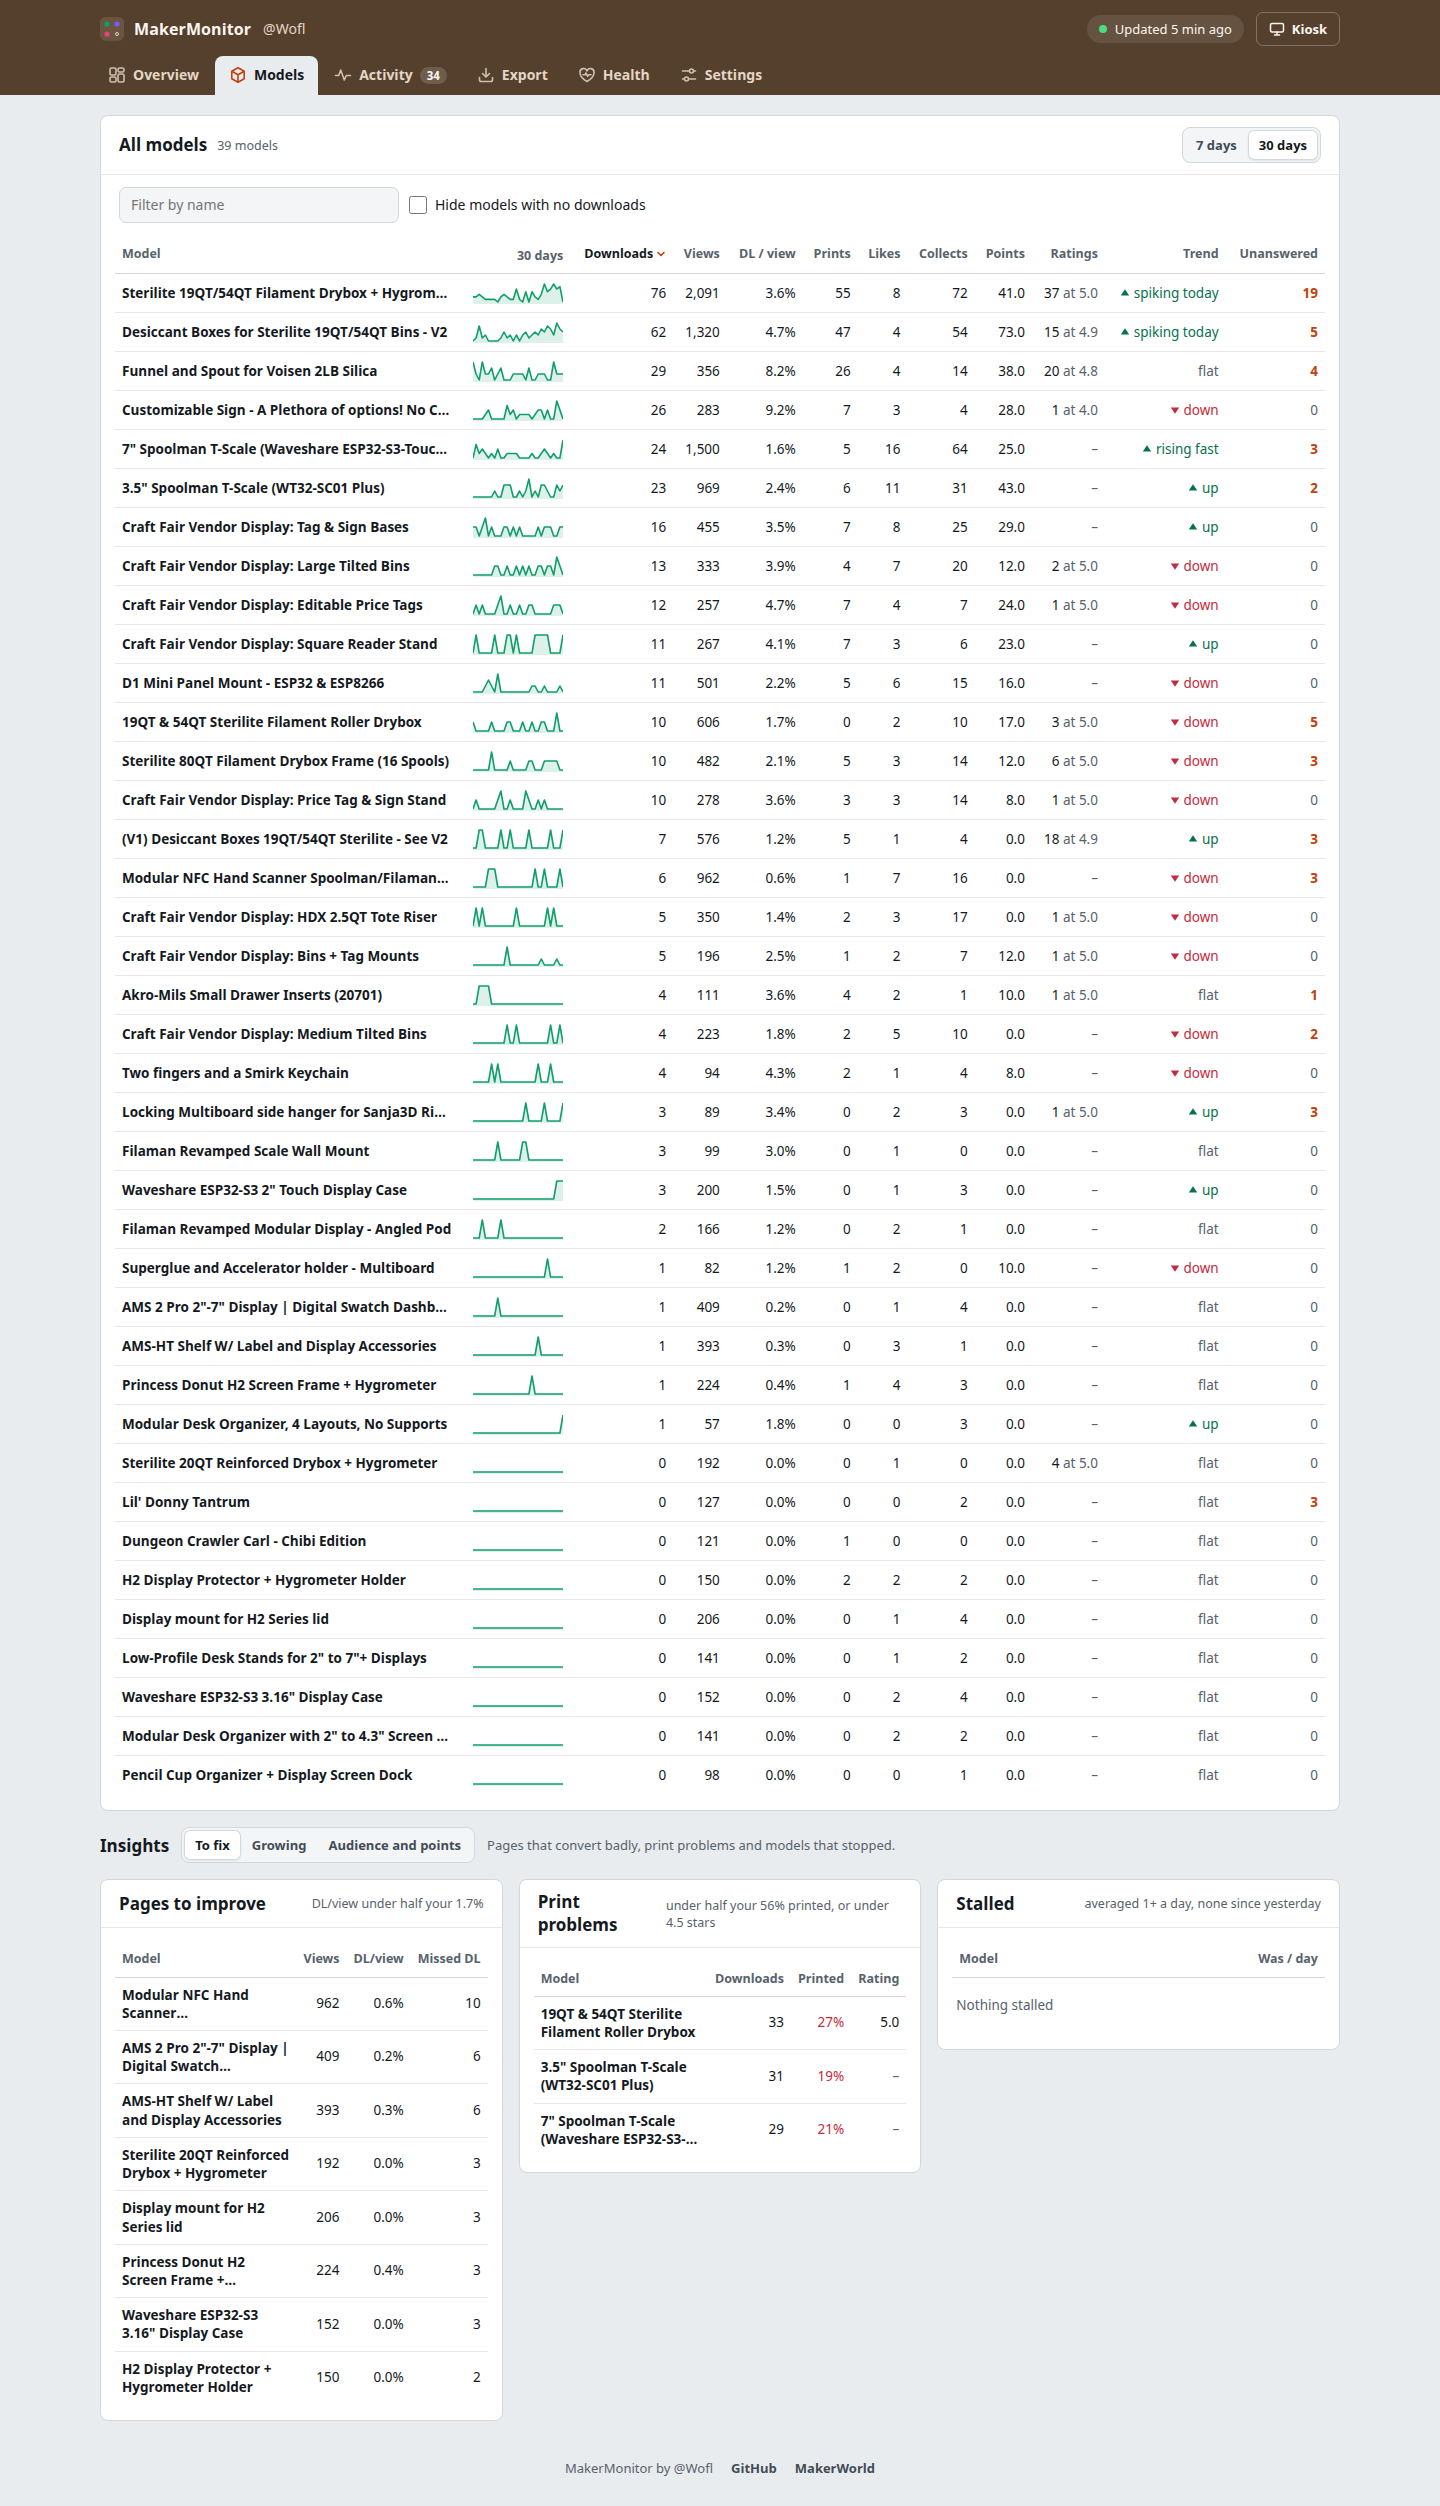 MakerMonitor @Wofl
Updated 5 min ago
Kiosk
Overview Models Activity 34 Export Health Settings
All models 39 models
7 days 30 days
Filter by name
Hide models with no downloads
Model 30 days Downloads Views DL / view Prints Likes Collects Points Ratings Trend Unanswered
Sterilite 19QT/54QT Filament Drybox + Hygrom... 76 2,091 3.6% 55 8 72 41.0 37 at 5.0 spiking today 19
Desiccant Boxes for Sterilite 19QT/54QT Bins - V2 62 1,320 4.7% 47 4 54 73.0 15 at 4.9 spiking today 5
Funnel and Spout for Voisen 2LB Silica 29 356 8.2% 26 4 14 38.0 20 at 4.8 flat 4
Customizable Sign - A Plethora of options! No C... 26 283 9.2% 7 3 4 28.0 1 at 4.0 down 0
7" Spoolman T-Scale (Waveshare ESP32-S3-Touc... 24 1,500 1.6% 5 16 64 25.0 – rising fast 3
3.5" Spoolman T-Scale (WT32-SC01 Plus) 23 969 2.4% 6 11 31 43.0 – up 2
Craft Fair Vendor Display: Tag & Sign Bases 16 455 3.5% 7 8 25 29.0 – up 0
Craft Fair Vendor Display: Large Tilted Bins 13 333 3.9% 4 7 20 12.0 2 at 5.0 down 0
Craft Fair Vendor Display: Editable Price Tags 12 257 4.7% 7 4 7 24.0 1 at 5.0 down 0
Craft Fair Vendor Display: Square Reader Stand 11 267 4.1% 7 3 6 23.0 – up 0
D1 Mini Panel Mount - ESP32 & ESP8266 11 501 2.2% 5 6 15 16.0 – down 0
19QT & 54QT Sterilite Filament Roller Drybox 10 606 1.7% 0 2 10 17.0 3 at 5.0 down 5
Sterilite 80QT Filament Drybox Frame (16 Spools) 10 482 2.1% 5 3 14 12.0 6 at 5.0 down 3
Craft Fair Vendor Display: Price Tag & Sign Stand 10 278 3.6% 3 3 14 8.0 1 at 5.0 down 0
(V1) Desiccant Boxes 19QT/54QT Sterilite - See V2 7 576 1.2% 5 1 4 0.0 18 at 4.9 up 3
Modular NFC Hand Scanner Spoolman/Filaman... 6 962 0.6% 1 7 16 0.0 – down 3
Craft Fair Vendor Display: HDX 2.5QT Tote Riser 5 350 1.4% 2 3 17 0.0 1 at 5.0 down 0
Craft Fair Vendor Display: Bins + Tag Mounts 5 196 2.5% 1 2 7 12.0 1 at 5.0 down 0
Akro-Mils Small Drawer Inserts (20701) 4 111 3.6% 4 2 1 10.0 1 at 5.0 flat 1
Craft Fair Vendor Display: Medium Tilted Bins 4 223 1.8% 2 5 10 0.0 – down 2
Two fingers and a Smirk Keychain 4 94 4.3% 2 1 4 8.0 – down 0
Locking Multiboard side hanger for Sanja3D Ri... 3 89 3.4% 0 2 3 0.0 1 at 5.0 up 3
Filaman Revamped Scale Wall Mount 3 99 3.0% 0 1 0 0.0 – flat 0
Waveshare ESP32-S3 2" Touch Display Case 3 200 1.5% 0 1 3 0.0 – up 0
Filaman Revamped Modular Display - Angled Pod 2 166 1.2% 0 2 1 0.0 – flat 0
Superglue and Accelerator holder - Multiboard 1 82 1.2% 1 2 0 10.0 – down 0
AMS 2 Pro 2"-7" Display | Digital Swatch Dashb... 1 409 0.2% 0 1 4 0.0 – flat 0
AMS-HT Shelf W/ Label and Display Accessories 1 393 0.3% 0 3 1 0.0 – flat 0
Princess Donut H2 Screen Frame + Hygrometer 1 224 0.4% 1 4 3 0.0 – flat 0
Modular Desk Organizer, 4 Layouts, No Supports 1 57 1.8% 0 0 3 0.0 – up 0
Sterilite 20QT Reinforced Drybox + Hygrometer 0 192 0.0% 0 1 0 0.0 4 at 5.0 flat 0
Lil' Donny Tantrum 0 127 0.0% 0 0 2 0.0 – flat 3
Dungeon Crawler Carl - Chibi Edition 0 121 0.0% 1 0 0 0.0 – flat 0
H2 Display Protector + Hygrometer Holder 0 150 0.0% 2 2 2 0.0 – flat 0
Display mount for H2 Series lid 0 206 0.0% 0 1 4 0.0 – flat 0
Low-Profile Desk Stands for 2" to 7"+ Displays 0 141 0.0% 0 1 2 0.0 – flat 0
Waveshare ESP32-S3 3.16" Display Case 0 152 0.0% 0 2 4 0.0 – flat 0
Modular Desk Organizer with 2" to 4.3" Screen ... 0 141 0.0% 0 2 2 0.0 – flat 0
Pencil Cup Organizer + Display Screen Dock 0 98 0.0% 0 0 1 0.0 – flat 0
Insights To fix Growing Audience and points Pages that convert badly, print problems and models that stopped.
Pages to improve DL/view under half your 1.7%
Model Views DL/view Missed DL
Modular NFC Hand
Scanner... 962 0.6% 10
AMS 2 Pro 2"-7" Display |
Digital Swatch... 409 0.2% 6
AMS-HT Shelf W/ Label
and Display Accessories 393 0.3% 6
Sterilite 20QT Reinforced
Drybox + Hygrometer 192 0.0% 3
Display mount for H2
Series lid 206 0.0% 3
Princess Donut H2
Screen Frame +... 224 0.4% 3
Waveshare ESP32-S3
3.16" Display Case 152 0.0% 3
H2 Display Protector +
Hygrometer Holder 150 0.0% 2
Print
problems
under half your 56% printed, or under
4.5 stars
Model Downloads Printed Rating
19QT & 54QT Sterilite
Filament Roller Drybox 33 27% 5.0
3.5" Spoolman T-Scale
(WT32-SC01 Plus) 31 19% –
7" Spoolman T-Scale
(Waveshare ESP32-S3-... 29 21% –
Stalled averaged 1+ a day, none since yesterday
Model Was / day
Nothing stalled
MakerMonitor by @Wofl GitHub MakerWorld